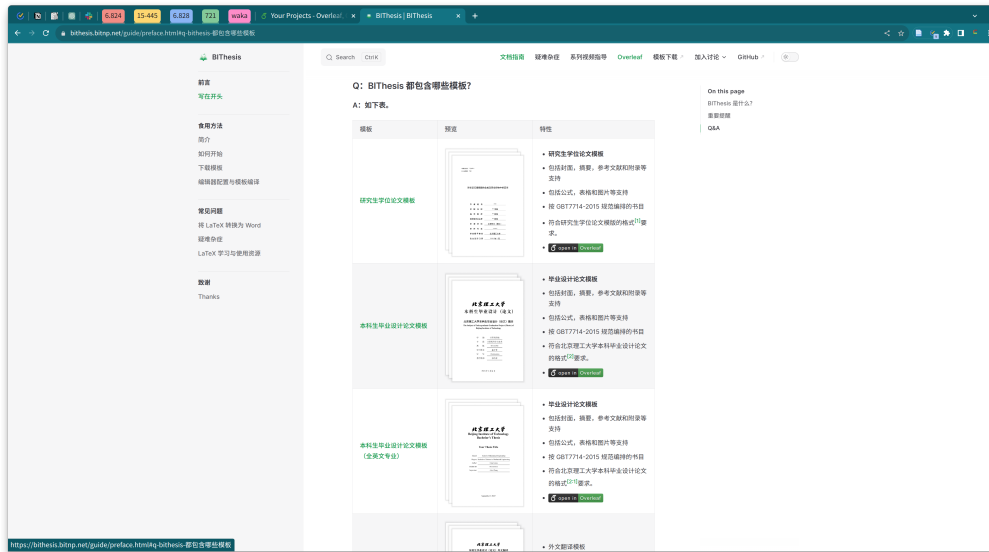 6.824
15-445
6.828
721
waka
Your Projects - Overleaf,
BIThesis | BIThesis
bithesis.bitnp.net/guide/preface.html#q-bithesis-都包含哪些模板
BIThesis
Search
Ctrl K
文档指南
疑难杂症
系列视频指导
Overleaf
模板下载
加入讨论
GitHub
前言
写在开头
食用方法
简介
如何开始
下载模板
编辑器配置与模板编译
常见问题
将 LaTeX 转换为 Word
疑难杂症
LaTeX 学习与使用资源
致谢
Thanks
Q：BIThesis 都包含哪些模板？
A：如下表。
模板
预览
特性
研究生学位论文模板
研究生学位论文模板
包括封面，摘要，参考文献和附录等
支持
包括公式，表格和图片等支持
按 GBT7714-2015 规范编排的书目
符合研究生学位论文模版的格式[1]要
求。
open in Overleaf
本科生毕业设计论文模板
北京理工大学
本科生毕业设计（论文）
毕业设计论文模板
包括封面，摘要，参考文献和附录等
支持
包括公式，表格和图片等支持
按 GBT7714-2015 规范编排的书目
符合北京理工大学本科毕业设计论文
的格式[2]要求。
open in Overleaf
本科生毕业设计论文模板
（全英文专业）
北京理工大学
Beijing Institute of Technology
Bachelor's Thesis
毕业设计论文模板
包括封面，摘要，参考文献和附录等
支持
包括公式，表格和图片等支持
按 GBT7714-2015 规范编排的书目
符合北京理工大学本科毕业设计论文
的格式[2:1]要求。
open in Overleaf
北京理工大学
外文翻译模板
On this page
BIThesis 是什么？
重要提醒
Q&A
https://bithesis.bitnp.net/guide/preface.html#q-bithesis-都包含哪些模板